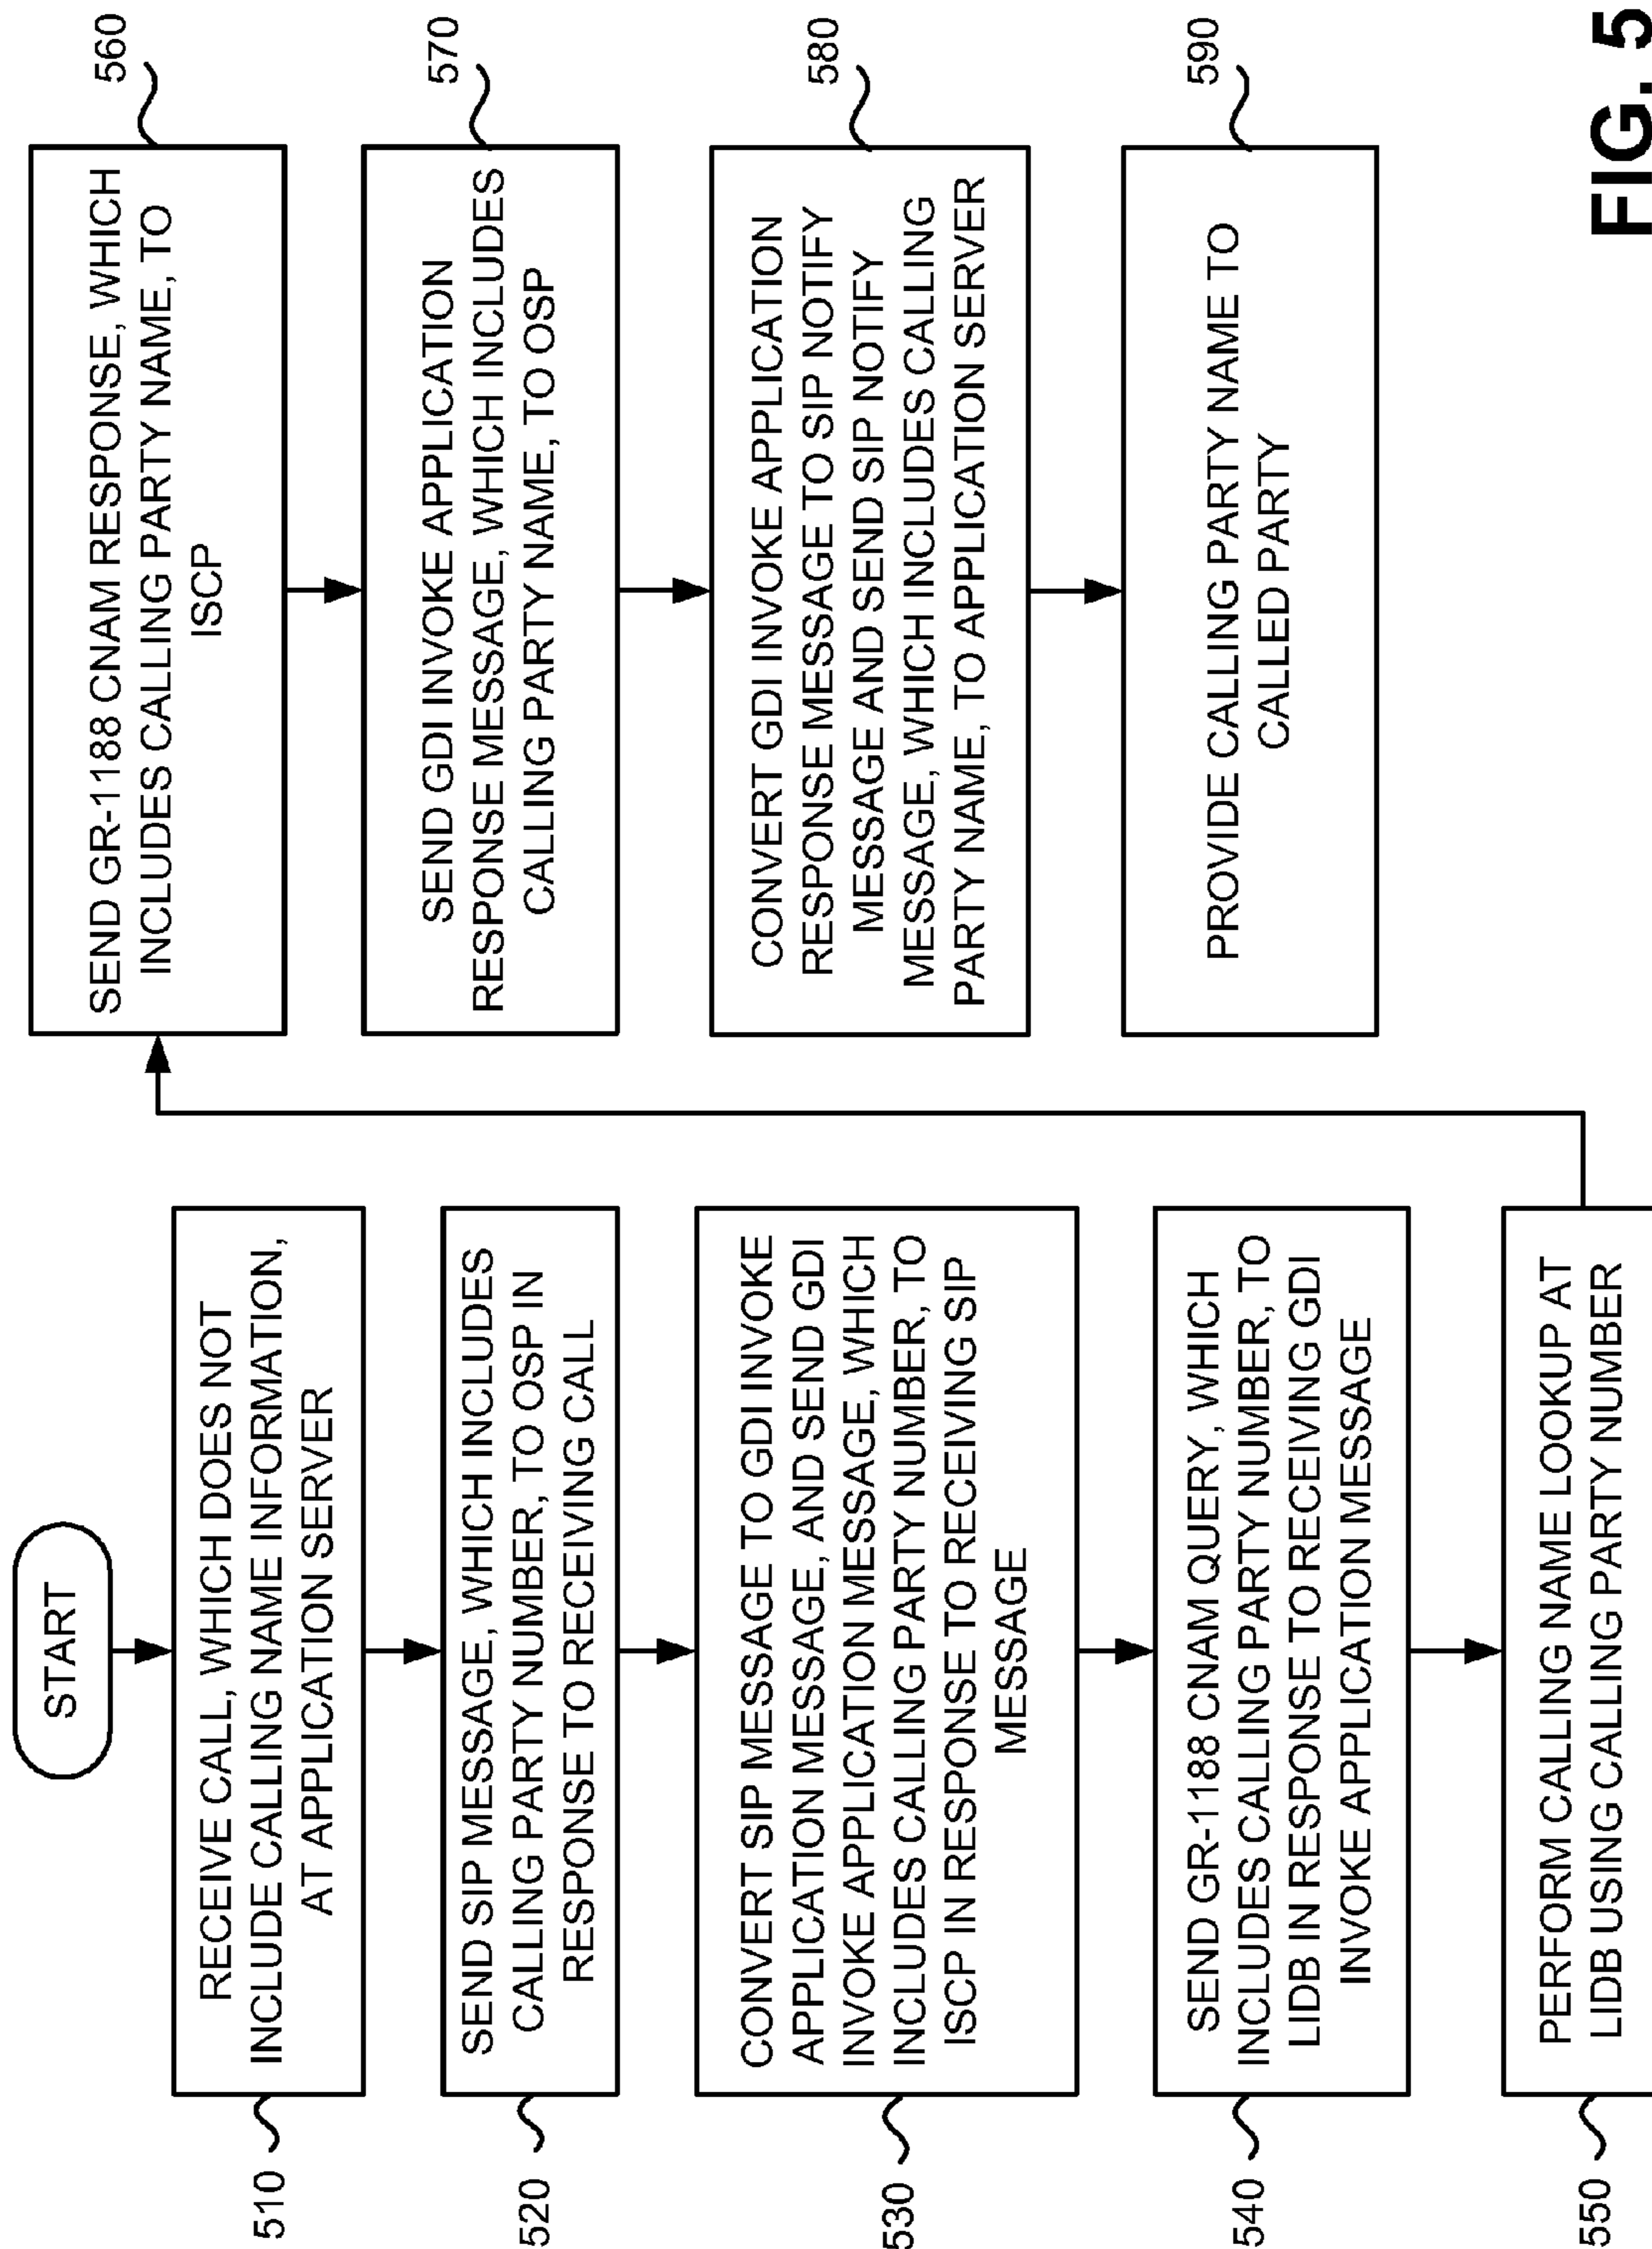 START
510
RECEIVE CALL, WHICH DOES NOT
INCLUDE CALLING NAME INFORMATION,
AT APPLICATION SERVER
520
SEND SIP MESSAGE, WHICH INCLUDES
CALLING PARTY NUMBER, TO OSP IN
RESPONSE TO RECEIVING CALL
530
CONVERT SIP MESSAGE TO GDI INVOKE
APPLICATION MESSAGE, AND SEND GDI
INVOKE APPLICATION MESSAGE, WHICH
INCLUDES CALLING PARTY NUMBER, TO
ISCP IN RESPONSE TO RECEIVING SIP
MESSAGE
540
SEND GR-1188 CNAM QUERY, WHICH
INCLUDES CALLING PARTY NUMBER, TO
LIDB IN RESPONSE TO RECEIVING GDI
INVOKE APPLICATION MESSAGE
550
PERFORM CALLING NAME LOOKUP AT
LIDB USING CALLING PARTY NUMBER
560
SEND GR-1188 CNAM RESPONSE, WHICH
INCLUDES CALLING PARTY NAME, TO
ISCP
570
SEND GDI INVOKE APPLICATION
RESPONSE MESSAGE, WHICH INCLUDES
CALLING PARTY NAME, TO OSP
580
CONVERT GDI INVOKE APPLICATION
RESPONSE MESSAGE TO SIP NOTIFY
MESSAGE AND SEND SIP NOTIFY
MESSAGE, WHICH INCLUDES CALLING
PARTY NAME, TO APPLICATION SERVER
590
PROVIDE CALLING PARTY NAME TO
CALLED PARTY
FIG. 5